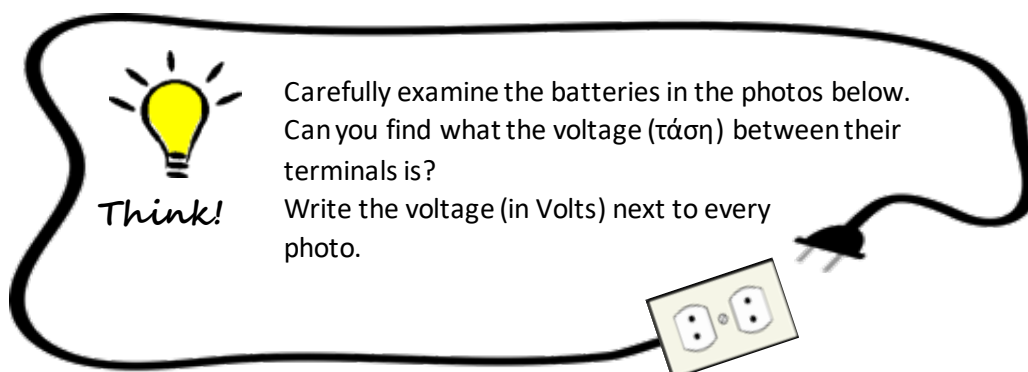 Carefully examine the batteries in the photos below.
Can you find what the voltage (τάση) between their
terminals is?
Think!
Write the voltage (in Volts) next to every
photo.